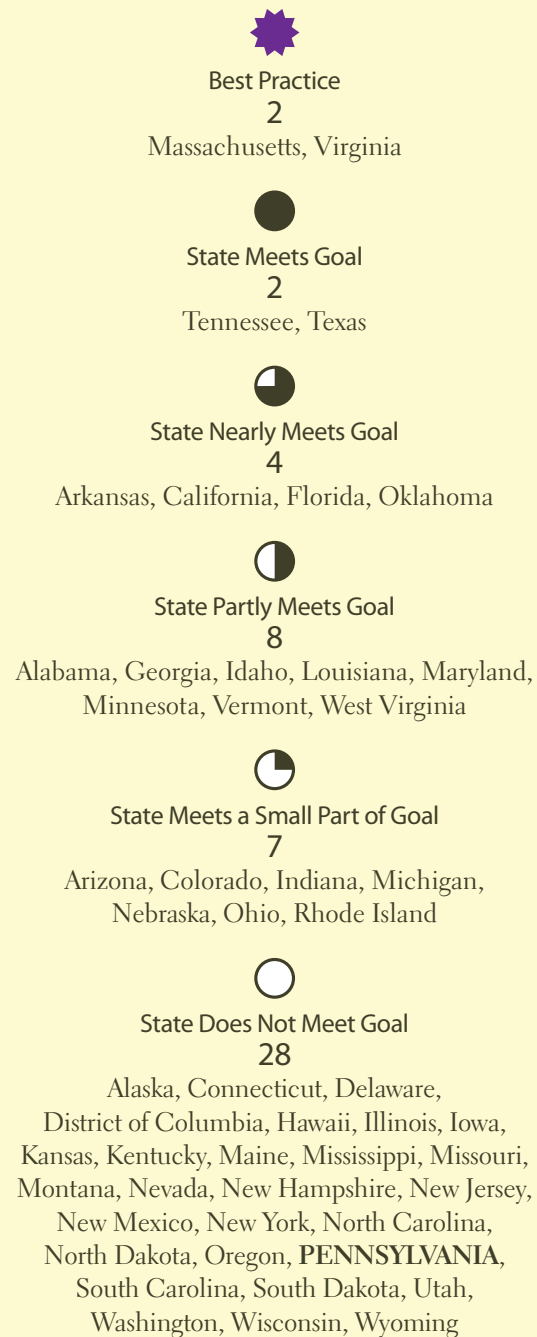 Best Practice
2
Massachusetts, Virginia
State Meets Goal
2
Tennessee, Texas
State Nearly Meets Goal
4
Arkansas, California, Florida, Oklahoma
State Partly Meets Goal
8
Alabama, Georgia, Idaho, Louisiana, Maryland,
Minnesota, Vermont, West Virginia
State Meets a Small Part of Goal
7
Arizona, Colorado, Indiana, Michigan,
Nebraska, Ohio, Rhode Island
State Does Not Meet Goal
28
Alaska, Connecticut, Delaware,
District of Columbia, Hawaii, Illinois, Iowa,
Kansas, Kentucky, Maine, Mississippi, Missouri,
Montana, Nevada, New Hampshire, New Jersey,
New Mexico, New York, North Carolina,
North Dakota, Oregon, PENNSYLVANIA,
South Carolina, South Dakota, Utah,
Washington, Wisconsin, Wyoming